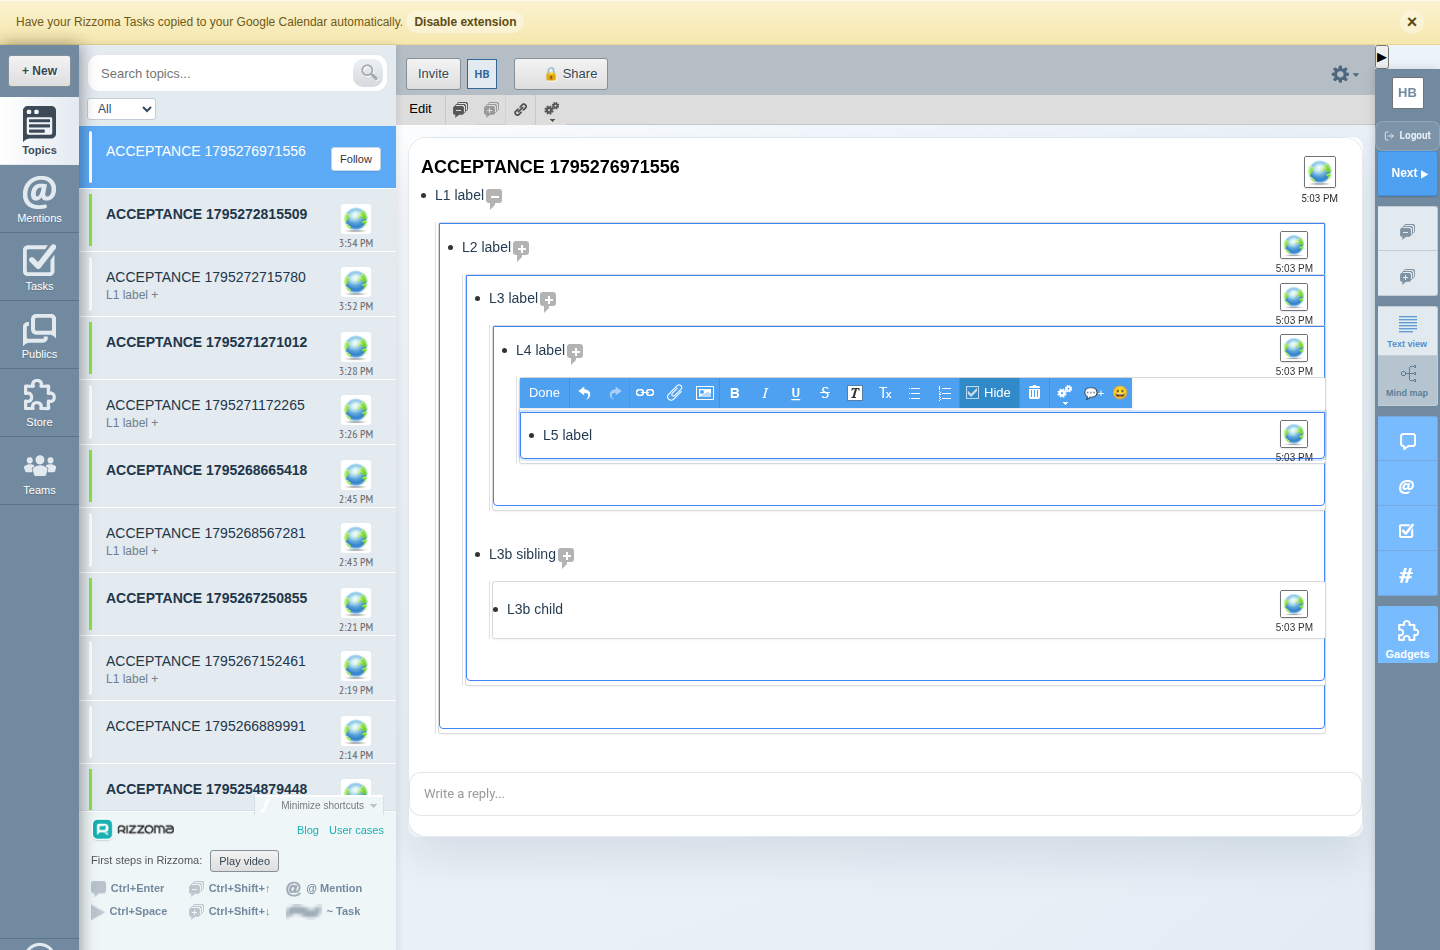 Have your Rizzoma Tasks copied to your Google Calendar automatically. Disable extension ✕
+ New
Topics
Mentions
Tasks
Publics
Store
Teams
Search topics...
All
ACCEPTANCE 1795276971556 Follow
ACCEPTANCE 1795272815509
3:54 PM
ACCEPTANCE 1795272715780
L1 label +
3:52 PM
ACCEPTANCE 1795271271012
3:28 PM
ACCEPTANCE 1795271172265
L1 label +
3:26 PM
ACCEPTANCE 1795268665418
2:45 PM
ACCEPTANCE 1795268567281
L1 label +
2:43 PM
ACCEPTANCE 1795267250855
2:21 PM
ACCEPTANCE 1795267152461
L1 label +
2:19 PM
ACCEPTANCE 1795266889991
2:14 PM
ACCEPTANCE 1795254879448
Minimize shortcuts
RIZZOMA Blog User cases
First steps in Rizzoma: Play video
Ctrl+Enter Ctrl+Shift+↑ @ Mention
Ctrl+Space Ctrl+Shift+↓ ~ Task
Invite HB Share
Edit
ACCEPTANCE 1795276971556
5:03 PM
L1 label
L2 label
5:03 PM
L3 label
5:03 PM
L4 label
5:03 PM
Done B I U S T Tx Hide
L5 label
5:03 PM
L3b sibling
L3b child
5:03 PM
Write a reply...
HB
Logout
Next ▶
Text view
Mind map
@
#
Gadgets